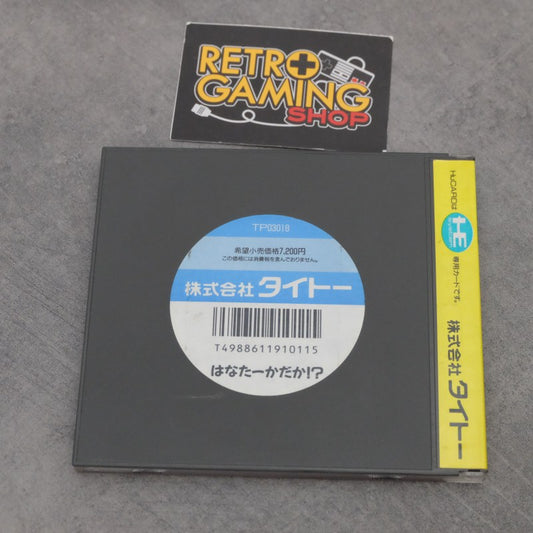 RETRO
GAMING
SHOP
TP03018
希望小売価格7,200円
この価格には消費税を含んでおりません。
株式会社 タイトー
T4988611910115
はなたーかだか!?
HuCARDは
HE
専用カードです。
株式会社 タイトー